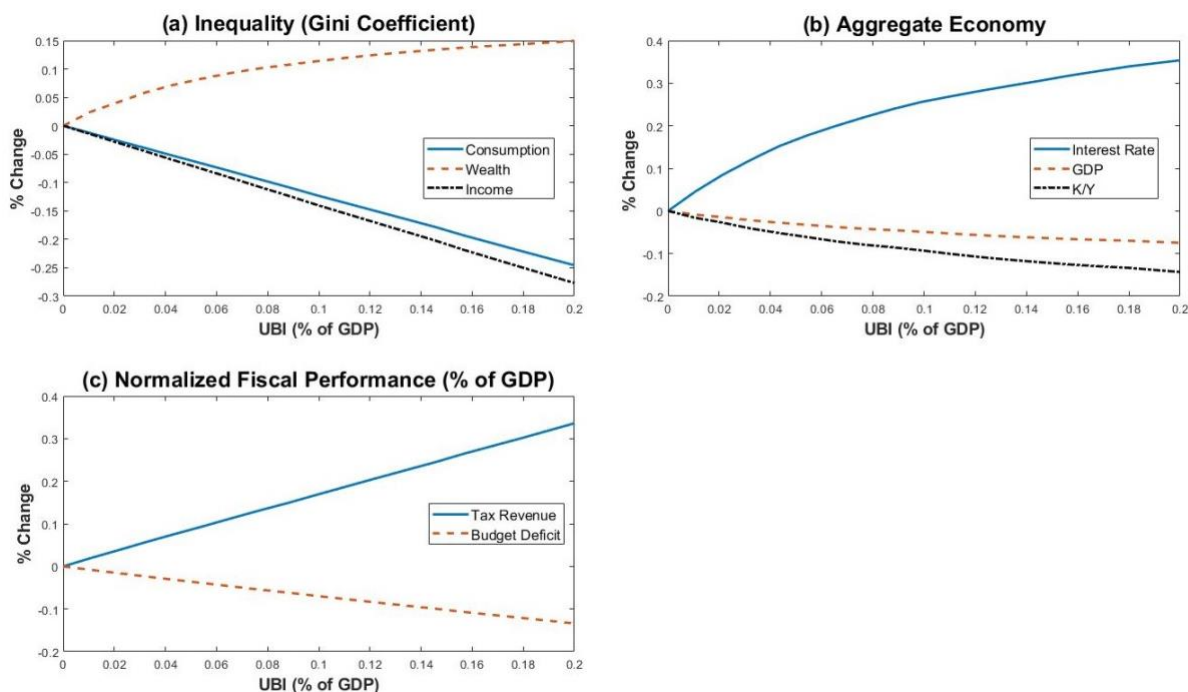 (a) Inequality (Gini Coefficient)
0.15
0.1
0.05
0
-0.05
-0.1
-0.15
-0.2
-0.25
-0.3
% Change
Consumption
Wealth
Income
0 0.02 0.04 0.06 0.08 0.1 0.12 0.14 0.16 0.18 0.2
UBI (% of GDP)
(b) Aggregate Economy
0.4
0.3
0.2
0.1
0
-0.1
-0.2
% Change
Interest Rate
GDP
K/Y
0 0.02 0.04 0.06 0.08 0.1 0.12 0.14 0.16 0.18 0.2
UBI (% of GDP)
(c) Normalized Fiscal Performance (% of GDP)
0.4
0.3
0.2
0.1
0
-0.1
-0.2
% Change
Tax Revenue
Budget Deficit
0 0.02 0.04 0.06 0.08 0.1 0.12 0.14 0.16 0.18 0.2
UBI (% of GDP)